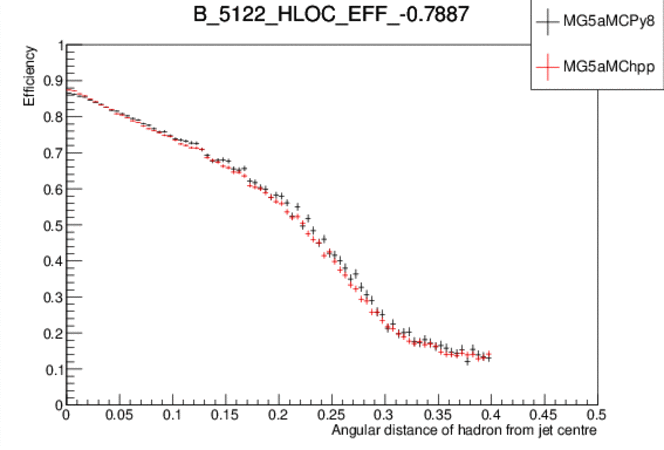 B_5122_HLOC_EFF_-0.7887
MG5aMCPy8
MG5aMChpp
Efficiency
1
0.9
0.8
0.7
0.6
0.5
0.4
0.3
0.2
0.1
0
0 0.05 0.1 0.15 0.2 0.25 0.3 0.35 0.4 0.45 0.5
Angular distance of hadron from jet centre